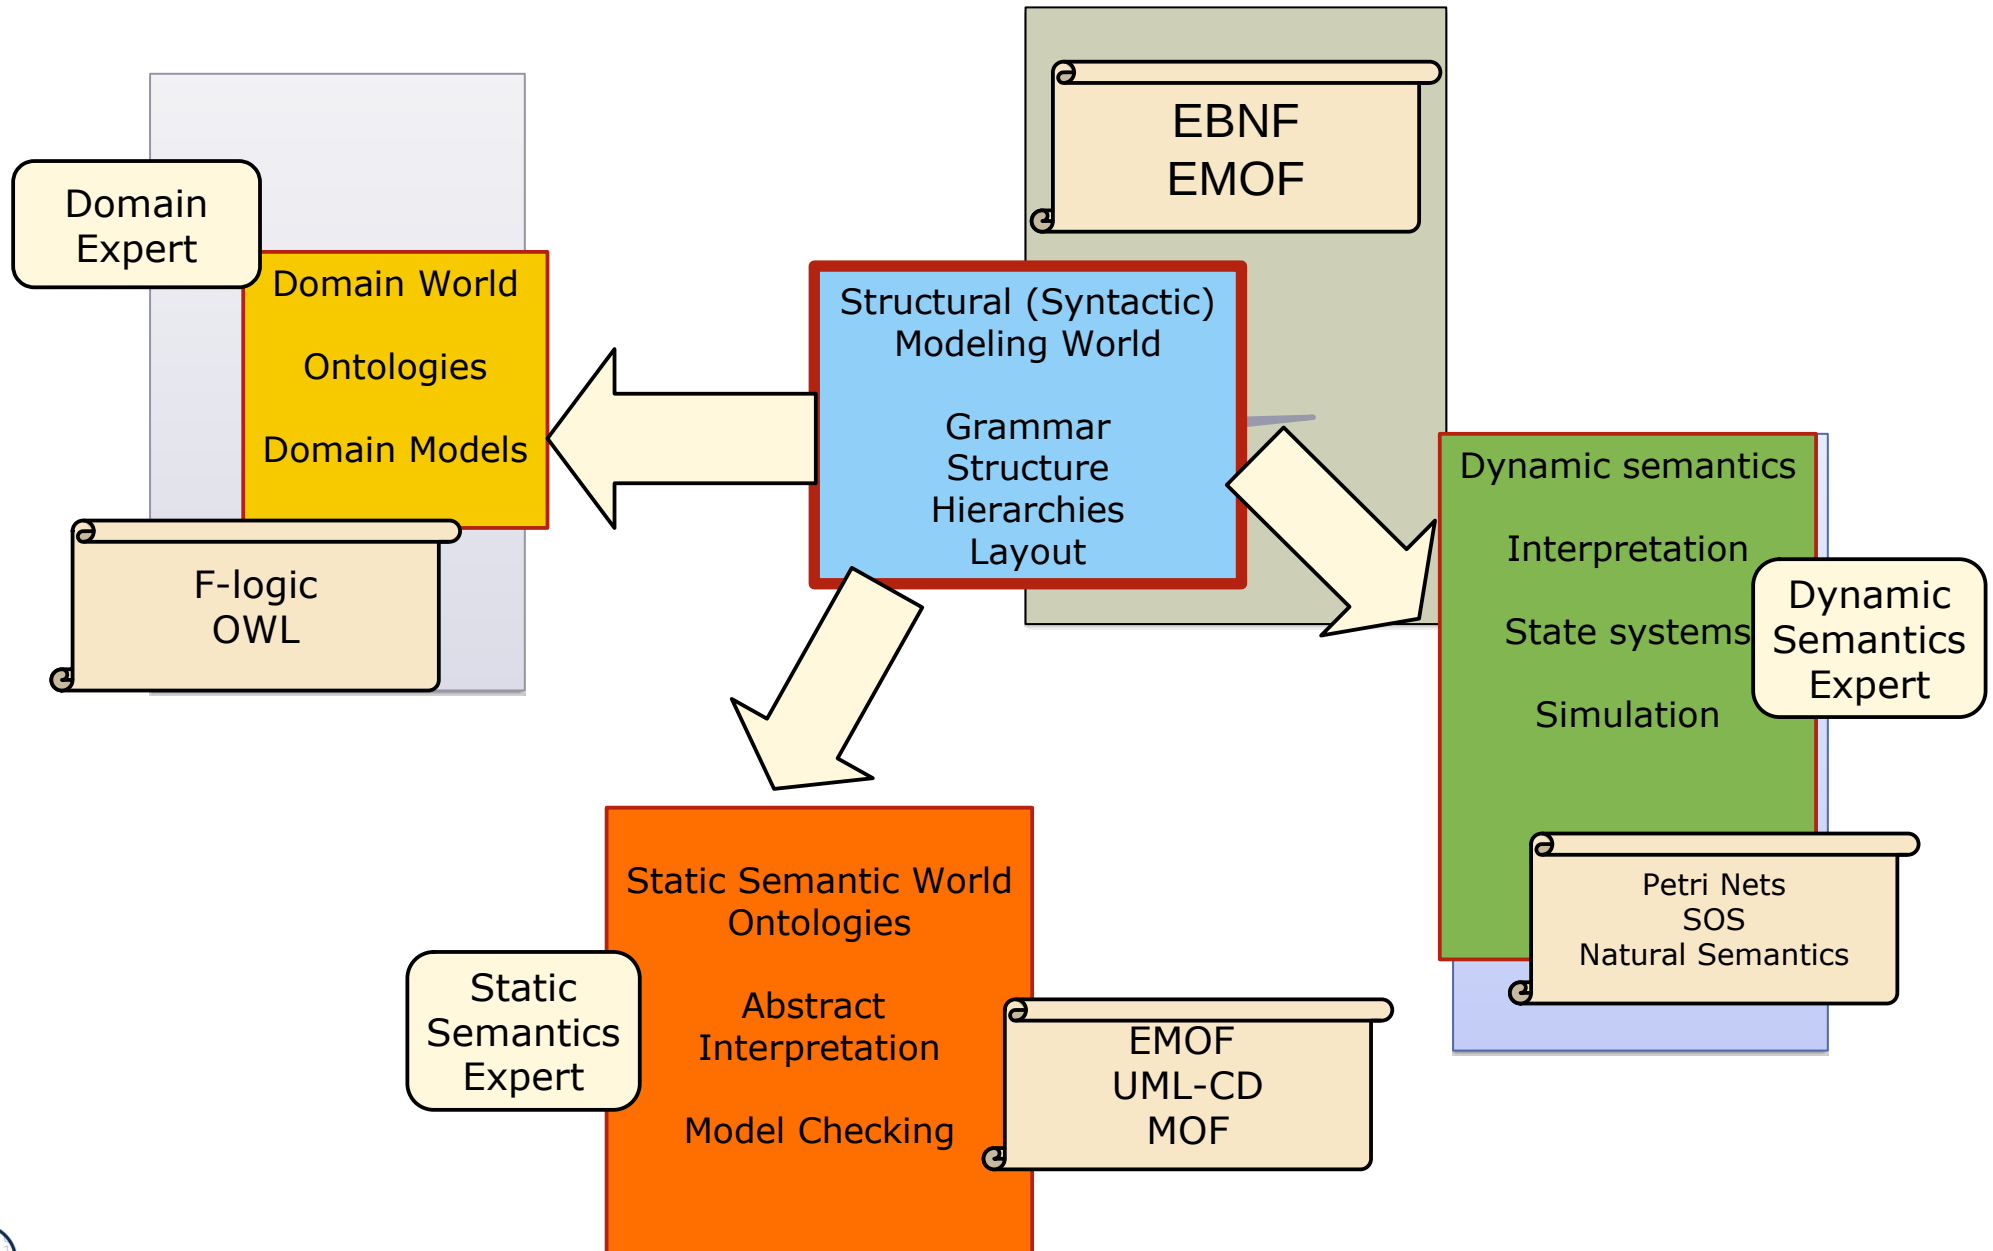 EBNF
EMOF
Domain
Expert
Domain World
Ontologies
Domain Models
F-logic
OWL
Structural (Syntactic)
Modeling World
Grammar
Structure
Hierarchies
Layout
Dynamic semantics
Interpretation
State systems
Simulation
Dynamic
Semantics
Expert
Petri Nets
SOS
Natural Semantics
Static Semantic World
Ontologies
Abstract
Interpretation
Model Checking
Static
Semantics
Expert
EMOF
UML-CD
MOF